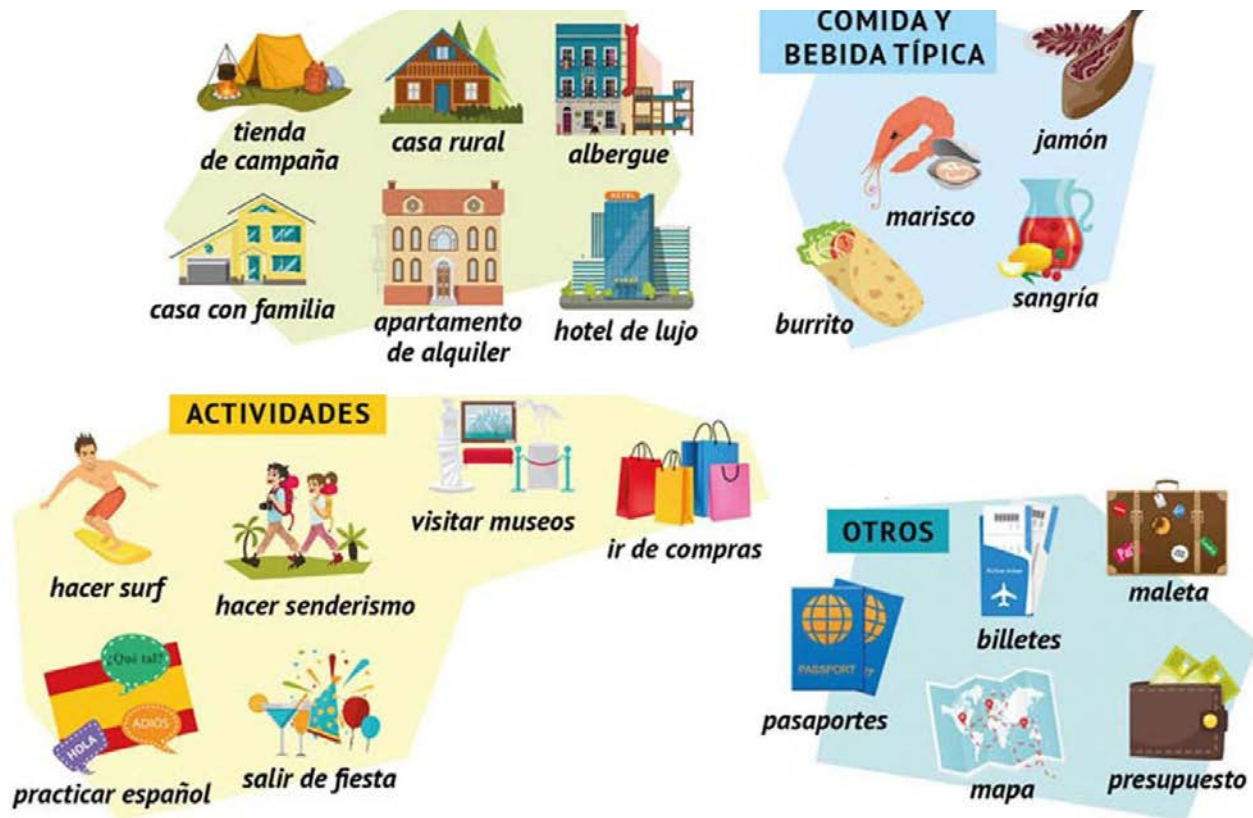 tienda
de campaña
casa rural
albergue
casa con familia
apartamento
de alquiler
HOTEL
hotel de lujo
COMIDA Y
BEBIDA TÍPICA
jamón
marisco
burrito
sangría
ACTIVIDADES
hacer surf
hacer senderismo
visitar museos
ir de compras
¿Qué tal?
HOLA
ADIÓS
practicar español
salir de fiesta
OTROS
PASSPORT
pasaportes
billetes
maleta
mapa
presupuesto